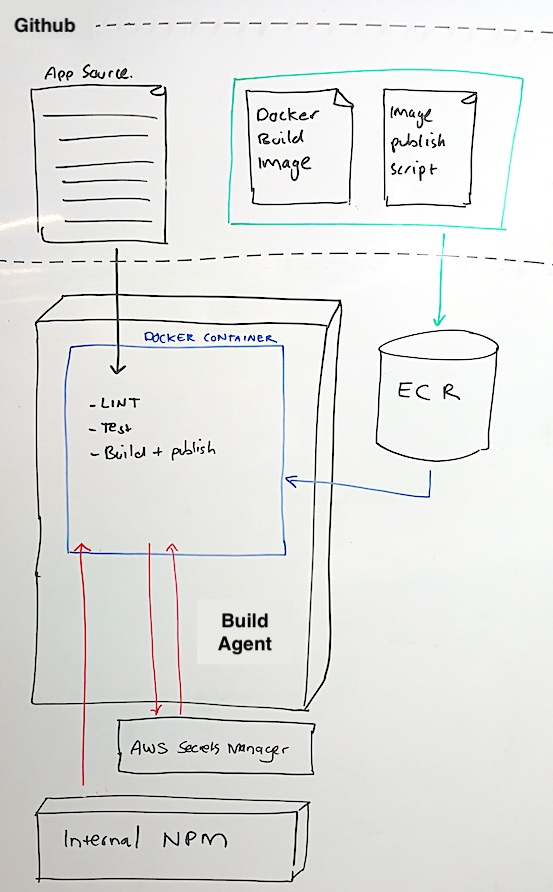 Github
App Source.
Docker
Build
Image
Image
publish
script
DOCKER CONTAINER
- LINT
- Test
- Build + publish
ECR
Build
Agent
AWS Secrets Manager
Internal NPM